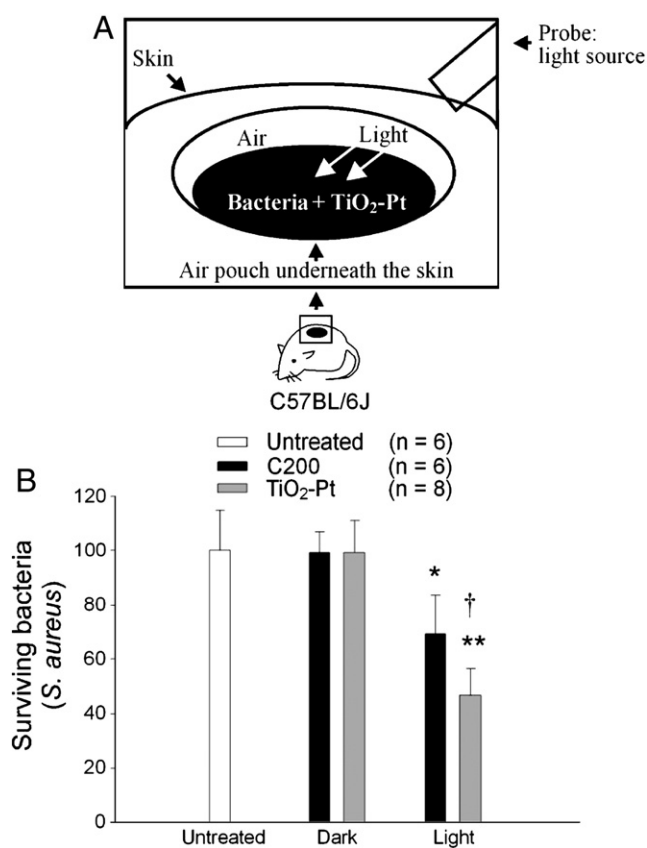 A
Probe:
light source
Skin
Air
Light
Bacteria + TiO₂-Pt
Air pouch underneath the skin
C57BL/6J
Untreated (n = 6)
C200 (n = 6)
TiO₂-Pt (n = 8)
B
Surviving bacteria
(S. aureus)
120
100
80
60
40
20
0
*
†
**
Untreated Dark Light